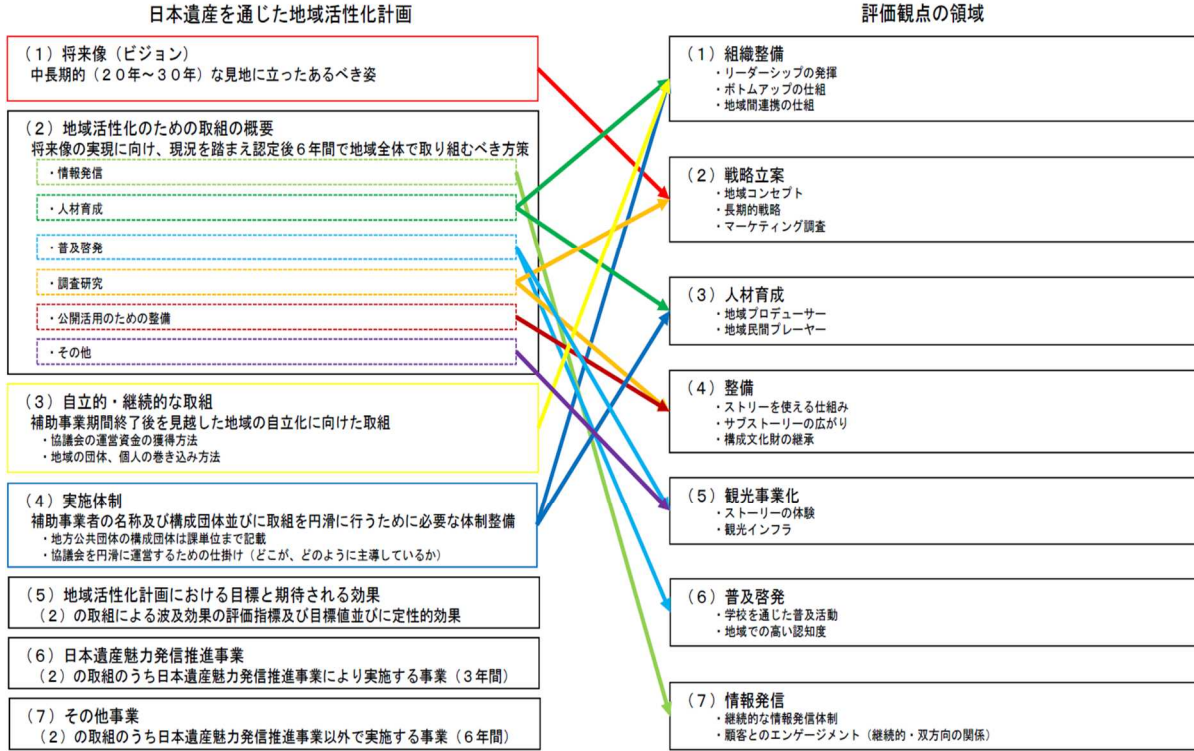 日本遺産を通じた地域活性化計画
(1)将来像(ビジョン)
中長期的(20年~30年)な見地に立ったあるべき姿
(2)地域活性化のための取組の概要
将来像の実現に向け、現況を踏まえ認定後6年間で地域全体で取り組むべき方策
・情報発信
・人材育成
・普及啓発
・調査研究
・公開活用のための整備
・その他
(3)自立的・継続的な取組
補助事業期間終了後を見越した地域の自立化に向けた取組
・協議会の運営資金の獲得方法
・地域の団体、個人の巻き込み方法
(4)実施体制
補助事業者の名称及び構成団体並びに取組を円滑に行うために必要な体制整備
・地方公共団体の構成団体は課単位まで記載
・協議会を円滑に運営するための仕掛け(どこが、どのように主導しているか)
(5)地域活性化計画における目標と期待される効果
(2)の取組による波及効果の評価指標及び目標値並びに定性的効果
(6)日本遺産魅力発信推進事業
(2)の取組のうち日本遺産魅力発信推進事業により実施する事業(3年間)
(7)その他事業
(2)の取組のうち日本遺産魅力発信推進事業以外で実施する事業(6年間)
評価観点の領域
(1)組織整備
・リーダーシップの発揮
・ボトムアップの仕組
・地域間連携の仕組
(2)戦略立案
・地域コンセプト
・長期的戦略
・マーケティング調査
(3)人材育成
・地域プロデューサー
・地域民間プレーヤー
(4)整備
・ストリーを使える仕組み
・サブストーリーの広がり
・構成文化財の継承
(5)観光事業化
・ストーリーの体験
・観光インフラ
(6)普及啓発
・学校を通じた普及活動
・地域での高い認知度
(7)情報発信
・継続的な情報発信体制
・顧客とのエンゲージメント(継続的・双方向の関係)